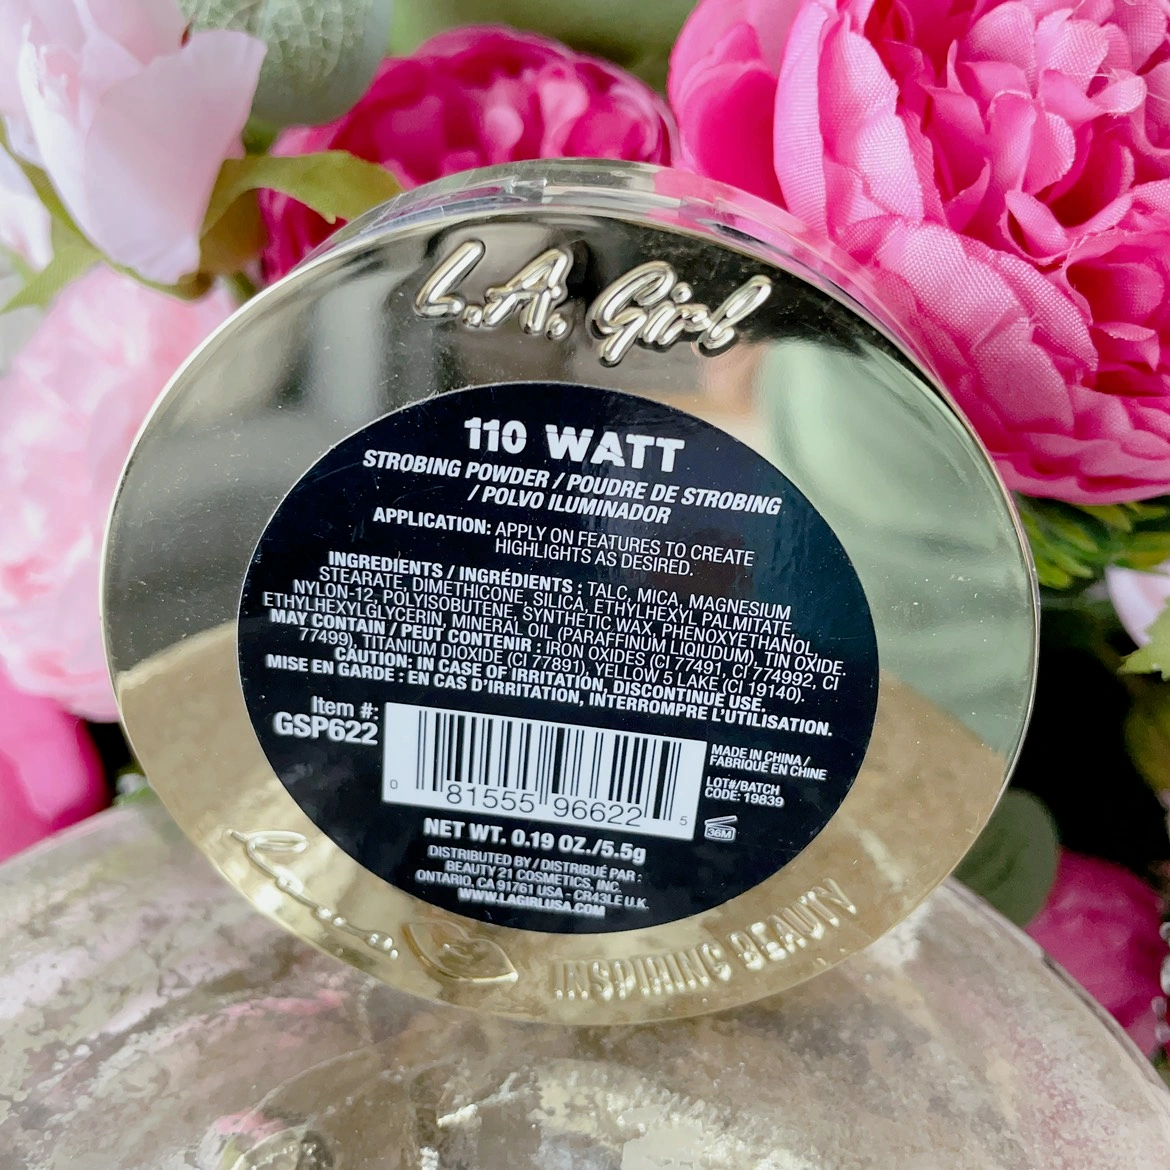 L.A. Girl
110 WATT
STROBING POWDER / POUDRE DE STROBING
/ POLVO ILUMINADOR
APPLICATION: APPLY ON FEATURES TO CREATE
HIGHLIGHTS AS DESIRED.
INGREDIENTS / INGRÉDIENTS : TALC, MICA, MAGNESIUM
STEARATE, DIMETHICONE, SILICA, ETHYLHEXYL PALMITATE,
NYLON-12, POLYISOBUTENE, SYNTHETIC WAX, PHENOXYETHANOL,
ETHYLHEXYLGLYCERIN, MINERAL OIL (PARAFFINUM LIQIUDUM), TIN OXIDE.
MAY CONTAIN / PEUT CONTENIR : IRON OXIDES (CI 77491, CI 774992, CI
77499), TITANIUM DIOXIDE (CI 77891), YELLOW 5 LAKE (CI 19140).
CAUTION: IN CASE OF IRRITATION, DISCONTINUE USE.
MISE EN GARDE : EN CAS D'IRRITATION, INTERROMPRE L'UTILISATION.
Item #:
GSP622
0 81555 96622 5
MADE IN CHINA /
FABRIQUÉ EN CHINE
LOT#/BATCH
CODE: 19839
36M
NET WT. 0.19 OZ./5.5g
DISTRIBUTED BY / DISTRIBUÉ PAR :
BEAUTY 21 COSMETICS, INC.
ONTARIO, CA 91761 USA - CR43LE U.K.
WWW.LAGIRLUSA.COM
INSPIRING BEAUTY